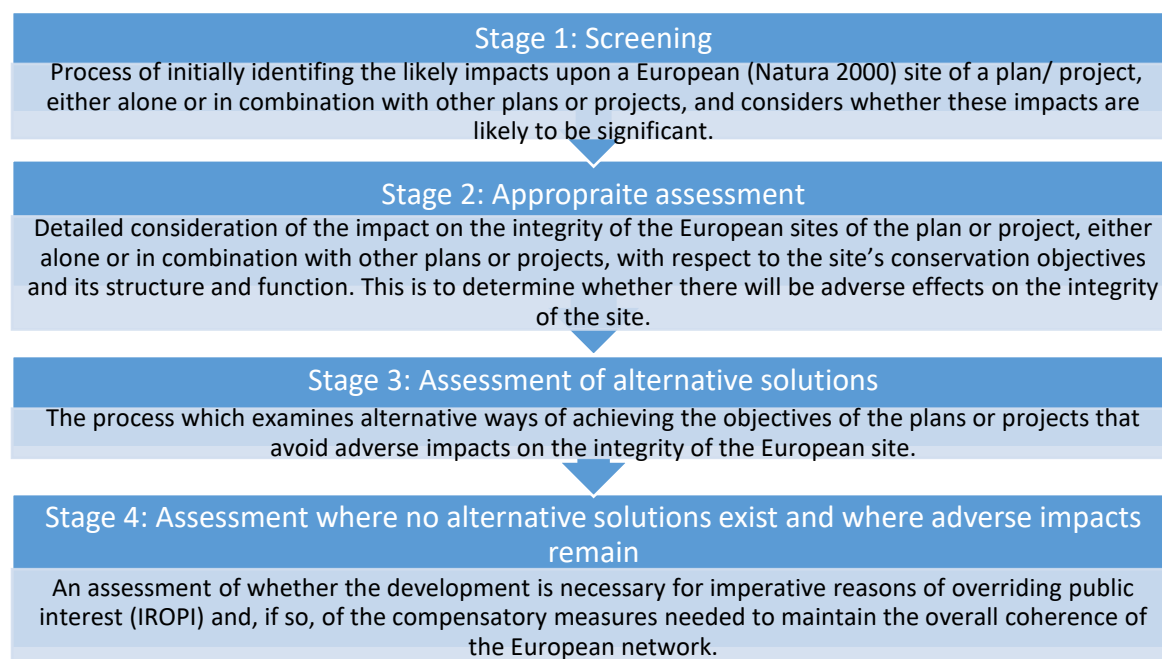 Stage 1: Screening
Process of initially identifing the likely impacts upon a European (Natura 2000) site of a plan/ project,
either alone or in combination with other plans or projects, and considers whether these impacts are
likely to be significant.
Stage 2: Appropraite assessment
Detailed consideration of the impact on the integrity of the European sites of the plan or project, either
alone or in combination with other plans or projects, with respect to the site’s conservation objectives
and its structure and function. This is to determine whether there will be adverse effects on the integrity
of the site.
Stage 3: Assessment of alternative solutions
The process which examines alternative ways of achieving the objectives of the plans or projects that
avoid adverse impacts on the integrity of the European site.
Stage 4: Assessment where no alternative solutions exist and where adverse impacts
remain
An assessment of whether the development is necessary for imperative reasons of overriding public
interest (IROPI) and, if so, of the compensatory measures needed to maintain the overall coherence of
the European network.